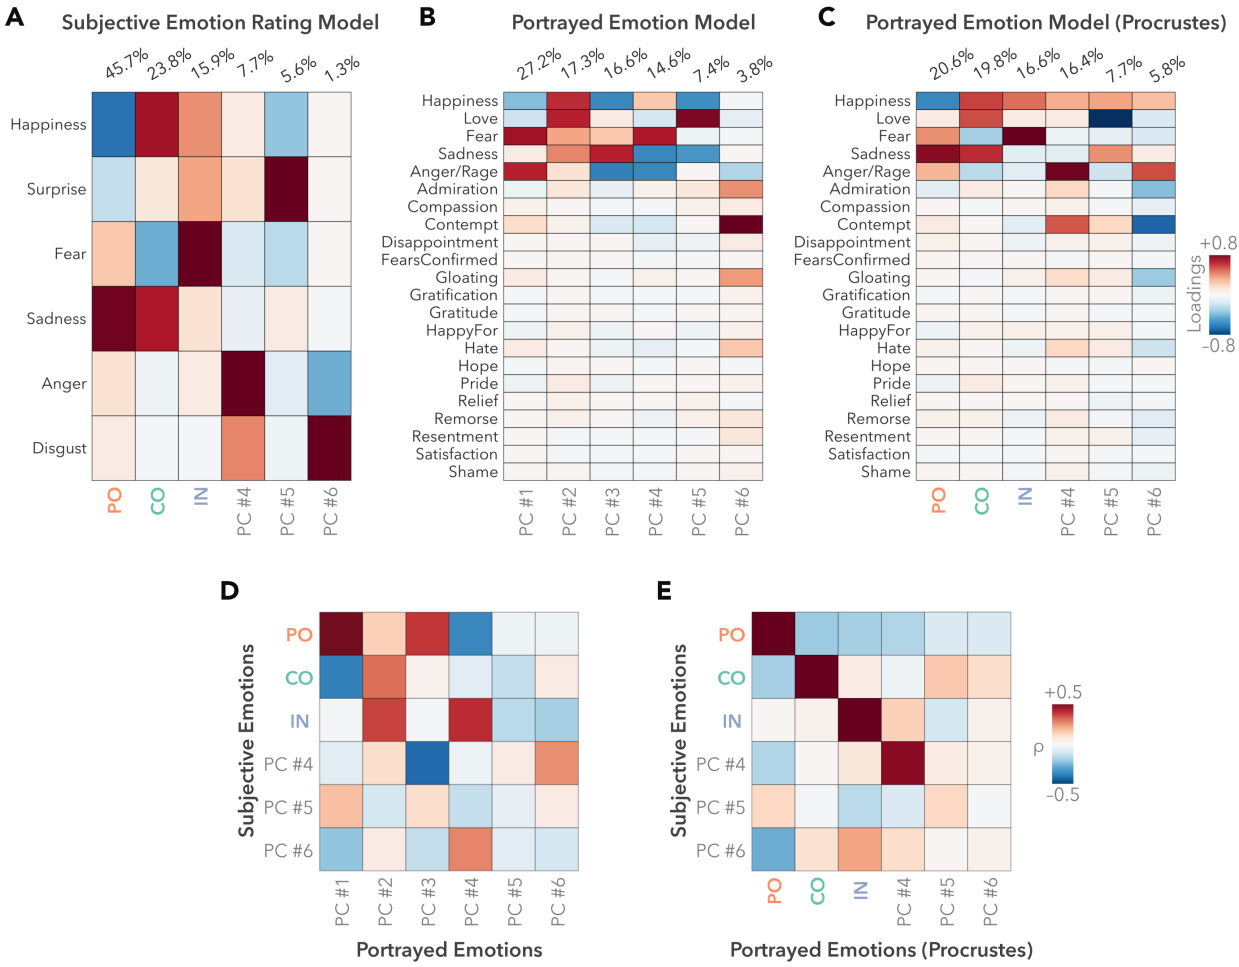 A
Subjective Emotion Rating Model
45.7%
23.8%
15.9%
7.7%
5.6%
1.3%
Happiness
Surprise
Fear
Sadness
Anger
Disgust
PO
CO
IN
PC #4
PC #5
PC #6
B
Portrayed Emotion Model
27.2%
17.3%
16.6%
14.6%
7.4%
3.8%
Happiness
Love
Fear
Sadness
Anger/Rage
Admiration
Compassion
Contempt
Disappointment
FearsConfirmed
Gloating
Gratification
Gratitude
HappyFor
Hate
Hope
Pride
Relief
Remorse
Resentment
Satisfaction
Shame
PC #1
PC #2
PC #3
PC #4
PC #5
PC #6
C
Portrayed Emotion Model (Procrustes)
20.6%
19.8%
16.6%
16.4%
7.7%
5.8%
Happiness
Love
Fear
Sadness
Anger/Rage
Admiration
Compassion
Contempt
Disappointment
FearsConfirmed
Gloating
Gratification
Gratitude
HappyFor
Hate
Hope
Pride
Relief
Remorse
Resentment
Satisfaction
Shame
PO
CO
IN
PC #4
PC #5
PC #6
+0.8
Loadings
–0.8
D
Subjective Emotions
PO
CO
IN
PC #4
PC #5
PC #6
PC #1
PC #2
PC #3
PC #4
PC #5
PC #6
Portrayed Emotions
E
Subjective Emotions
PO
CO
IN
PC #4
PC #5
PC #6
PO
CO
IN
PC #4
PC #5
PC #6
Portrayed Emotions (Procrustes)
+0.5
ρ
–0.5